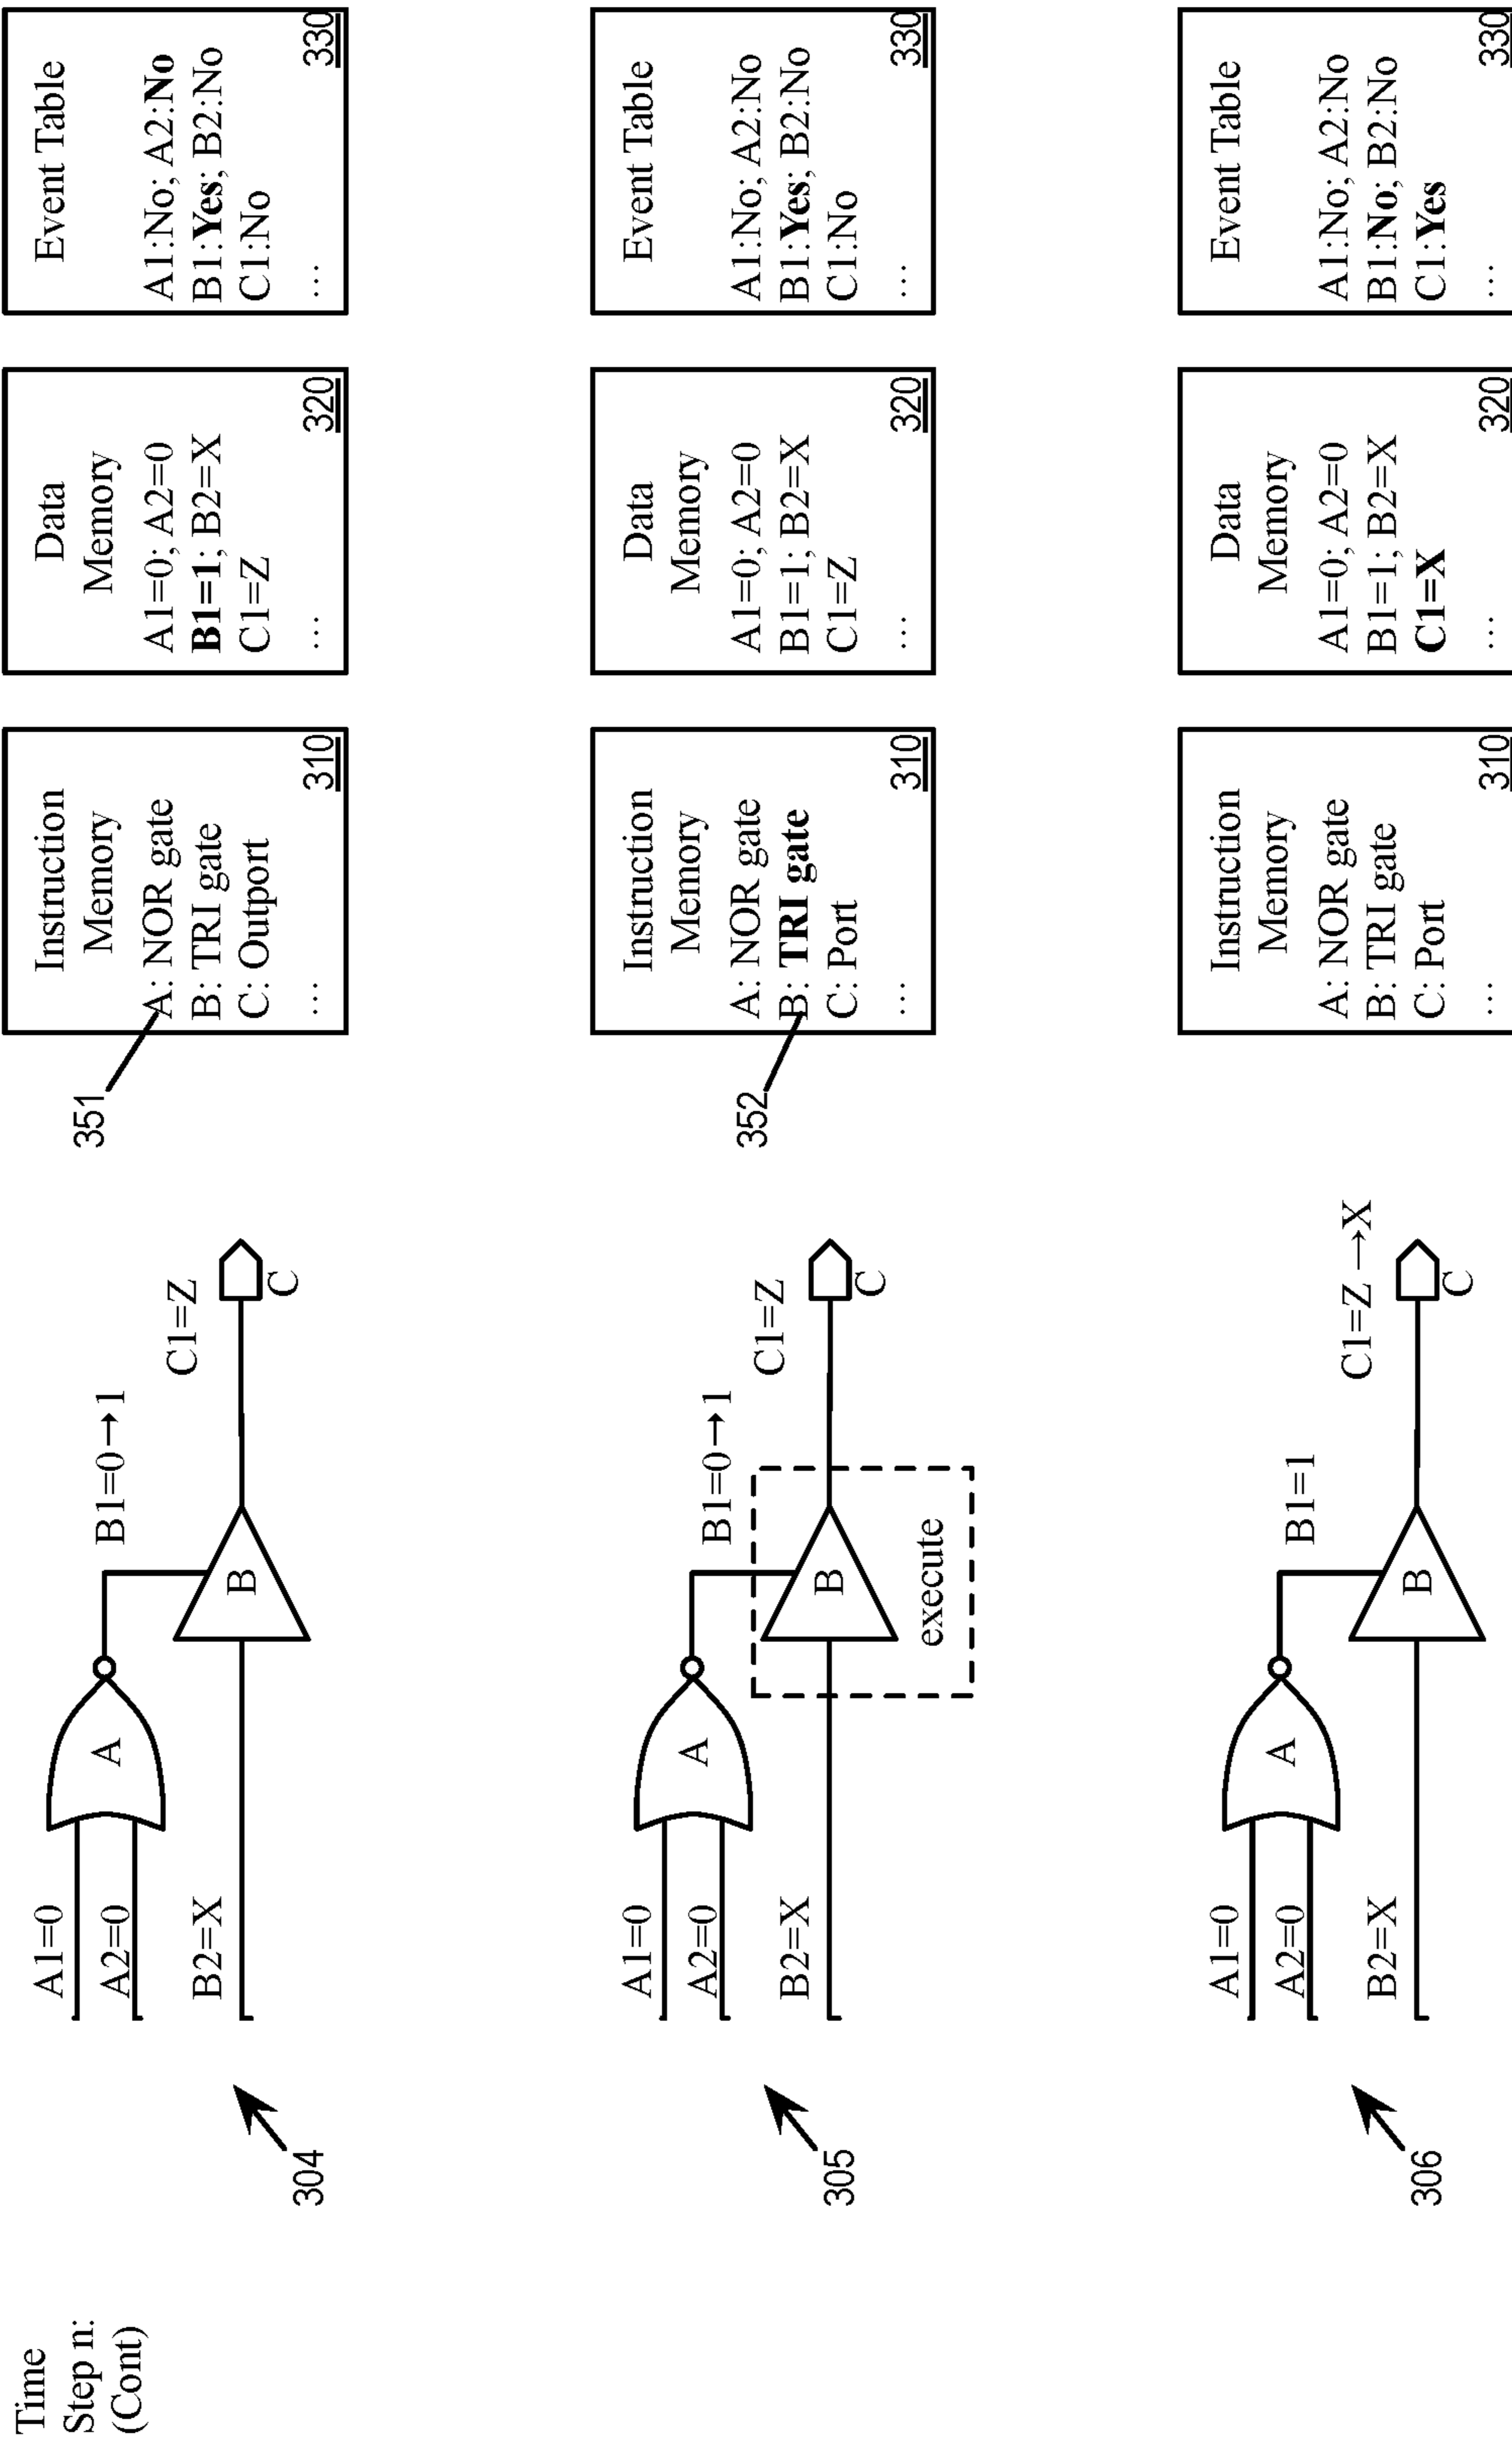 Time
Step n:
(Cont)
304
A1=0
A2=0
B2=X
A
B
B1=0→1
C1=Z
C
351
Instruction
Memory
A: NOR gate
B: TRI gate
C: Outport
...
310
Data
Memory
A1=0; A2=0
B1=1; B2=X
C1=Z
...
320
Event Table
A1:No; A2:No
B1:Yes; B2:No
C1:No
...
330
305
A1=0
A2=0
B2=X
A
B
execute
B1=0→1
C1=Z
C
352
Instruction
Memory
A: NOR gate
B: TRI gate
C: Port
...
310
Data
Memory
A1=0; A2=0
B1=1; B2=X
C1=Z
...
320
Event Table
A1:No; A2:No
B1:Yes; B2:No
C1:No
...
330
306
A1=0
A2=0
B2=X
A
B
B1=1
C1=Z→X
C
Instruction
Memory
A: NOR gate
B: TRI gate
C: Port
...
310
Data
Memory
A1=0; A2=0
B1=1; B2=X
C1=X
...
320
Event Table
A1:No; A2:No
B1:No; B2:No
C1:Yes
...
330